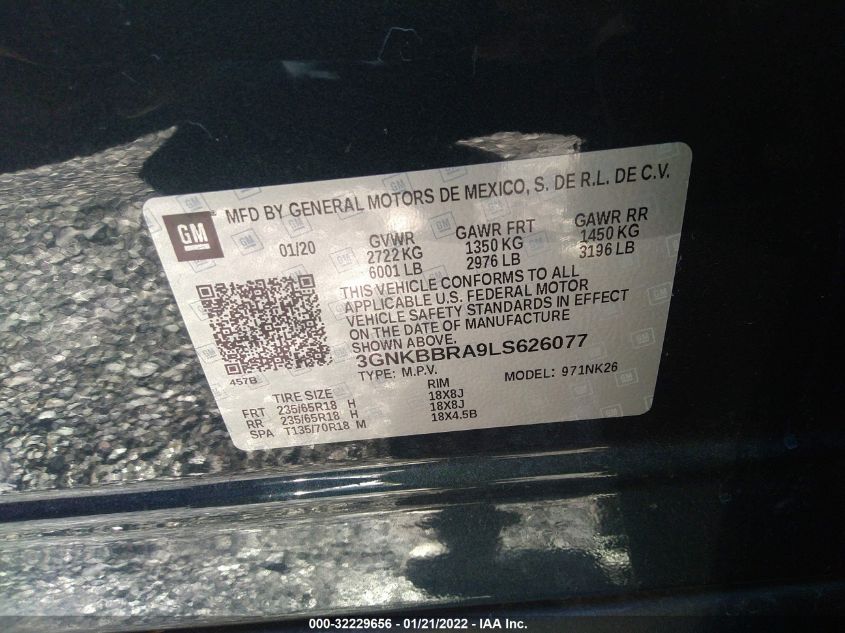 GM
MFD BY GENERAL MOTORS DE MEXICO, S. DE R.L. DE C.V.
01/20 GVWR GAWR FRT GAWR RR
2722 KG 1350 KG 1450 KG
6001 LB 2976 LB 3196 LB
THIS VEHICLE CONFORMS TO ALL
APPLICABLE U.S. FEDERAL MOTOR
VEHICLE SAFETY STANDARDS IN EFFECT
ON THE DATE OF MANUFACTURE
SHOWN ABOVE.
3GNKBBRA9LS626077
457B
TYPE: M.P.V. MODEL: 971NK26
TIRE SIZE RIM
FRT 235/65R18 H 18X8J
RR 235/65R18 H 18X8J
SPA T135/70R18 M 18X4.5B
000-32229656 — 01/21/2022 — IAA Inc.